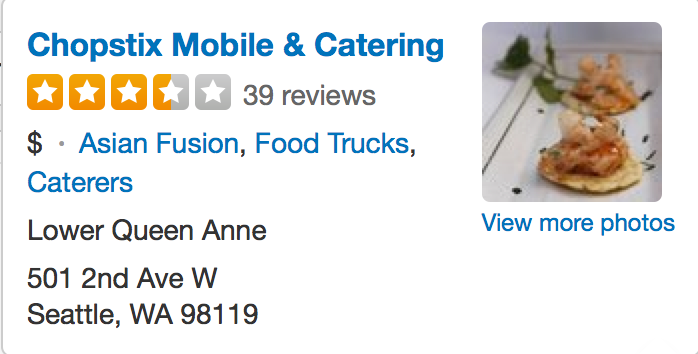 Chopstix Mobile & Catering
39 reviews
$ · Asian Fusion, Food Trucks,
Caterers
Lower Queen Anne
501 2nd Ave W
Seattle, WA 98119
View more photos